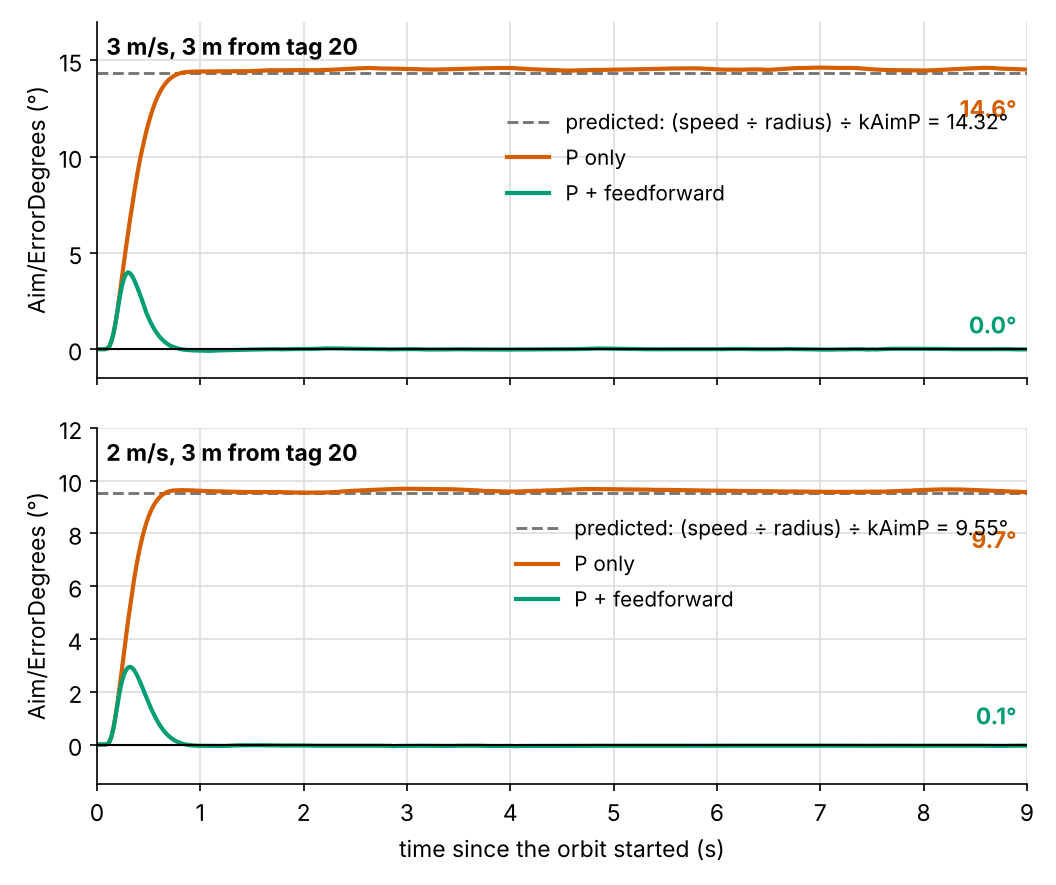 3 m/s, 3 m from tag 20
Aim/ErrorDegrees (°)
15
10
5
0
14.6°
predicted: (speed ÷ radius) ÷ kAimP = 14.32°
P only
P + feedforward
0.0°
2 m/s, 3 m from tag 20
Aim/ErrorDegrees (°)
12
10
8
6
4
2
0
predicted: (speed ÷ radius) ÷ kAimP = 9.55°
9.7°
P only
P + feedforward
0.1°
0 1 2 3 4 5 6 7 8 9
time since the orbit started (s)